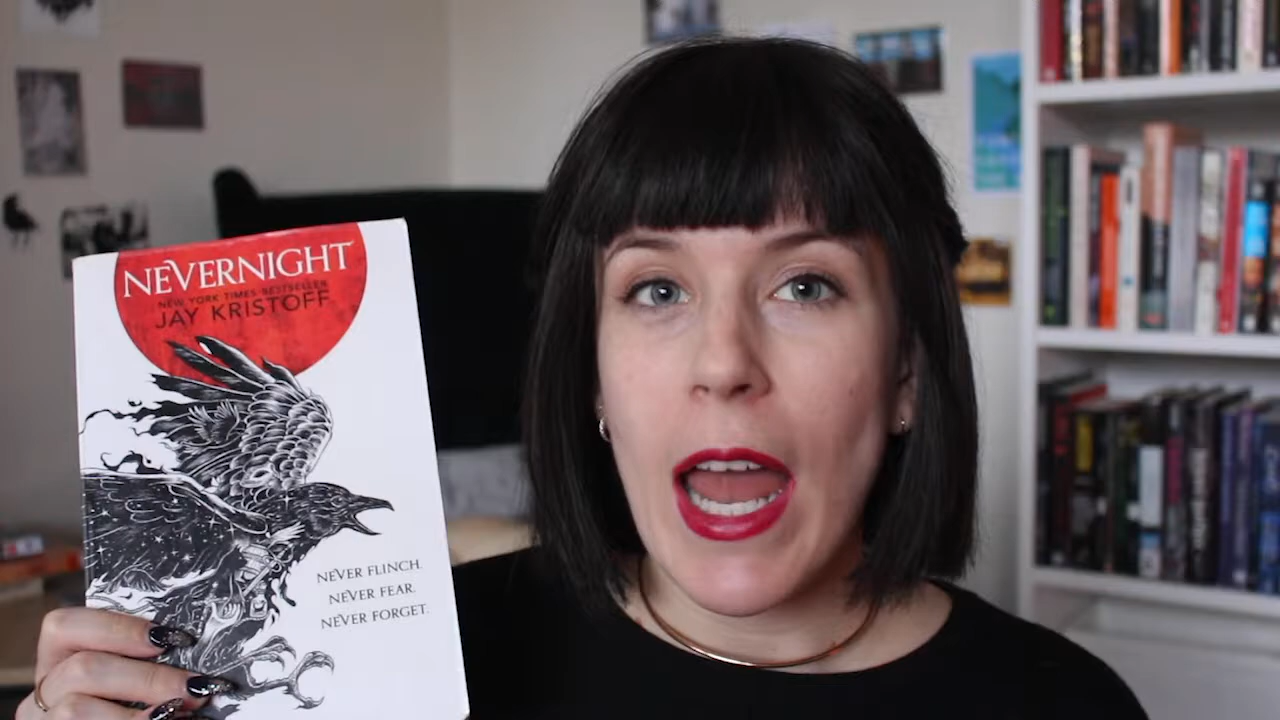 NEVERNIGHT
NEW YORK TIMES BESTSELLER
JAY KRISTOFF
NEVER FLINCH.
NEVER FEAR.
NEVER FORGET.